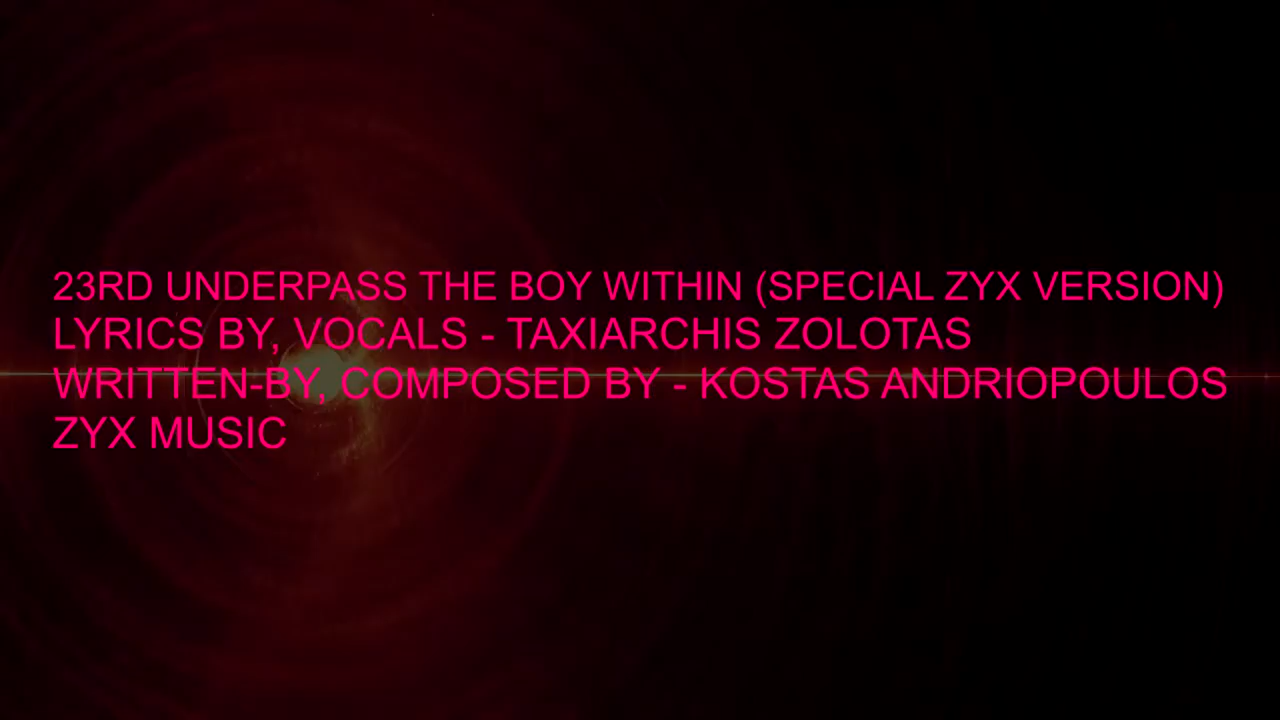 23RD UNDERPASS THE BOY WITHIN (SPECIAL ZYX VERSION)
LYRICS BY, VOCALS - TAXIARCHIS ZOLOTAS
WRITTEN-BY, COMPOSED BY - KOSTAS ANDRIOPOULOS
ZYX MUSIC